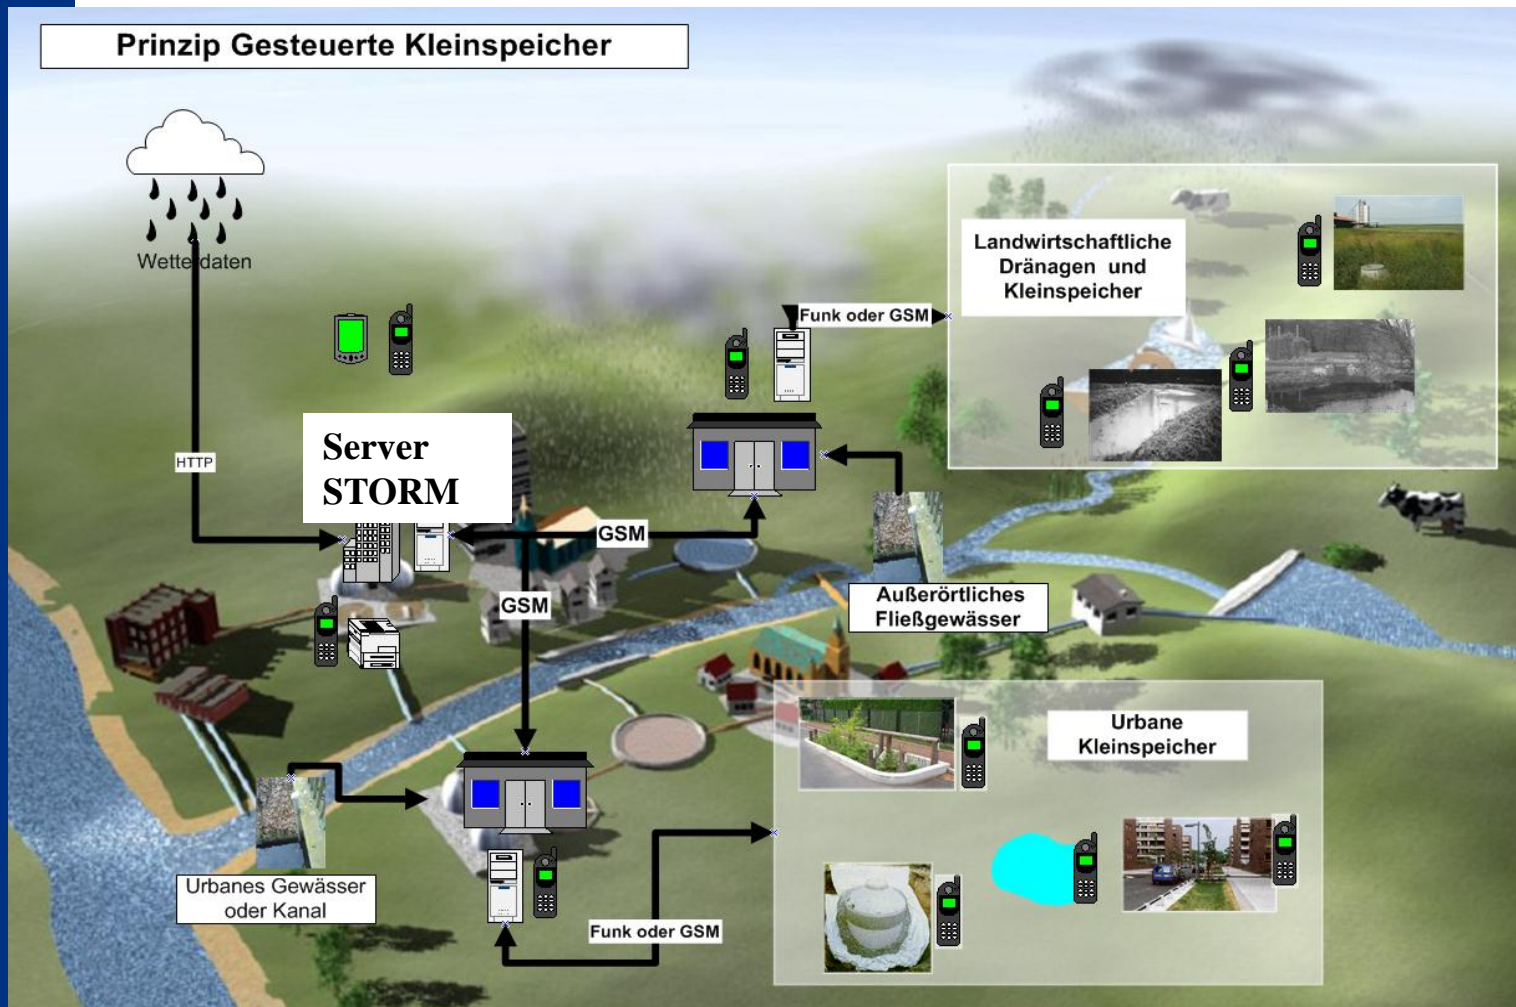 Prinzip Gesteuerte Kleinspeicher
Wetterdaten
HTTP
Server
STORM
GSM
GSM
Funk oder GSM
Landwirtschaftliche
Dränagen und
Kleinspeicher
Außerörtliches
Fließgewässer
Urbane
Kleinspeicher
Urbanes Gewässer
oder Kanal
Funk oder GSM